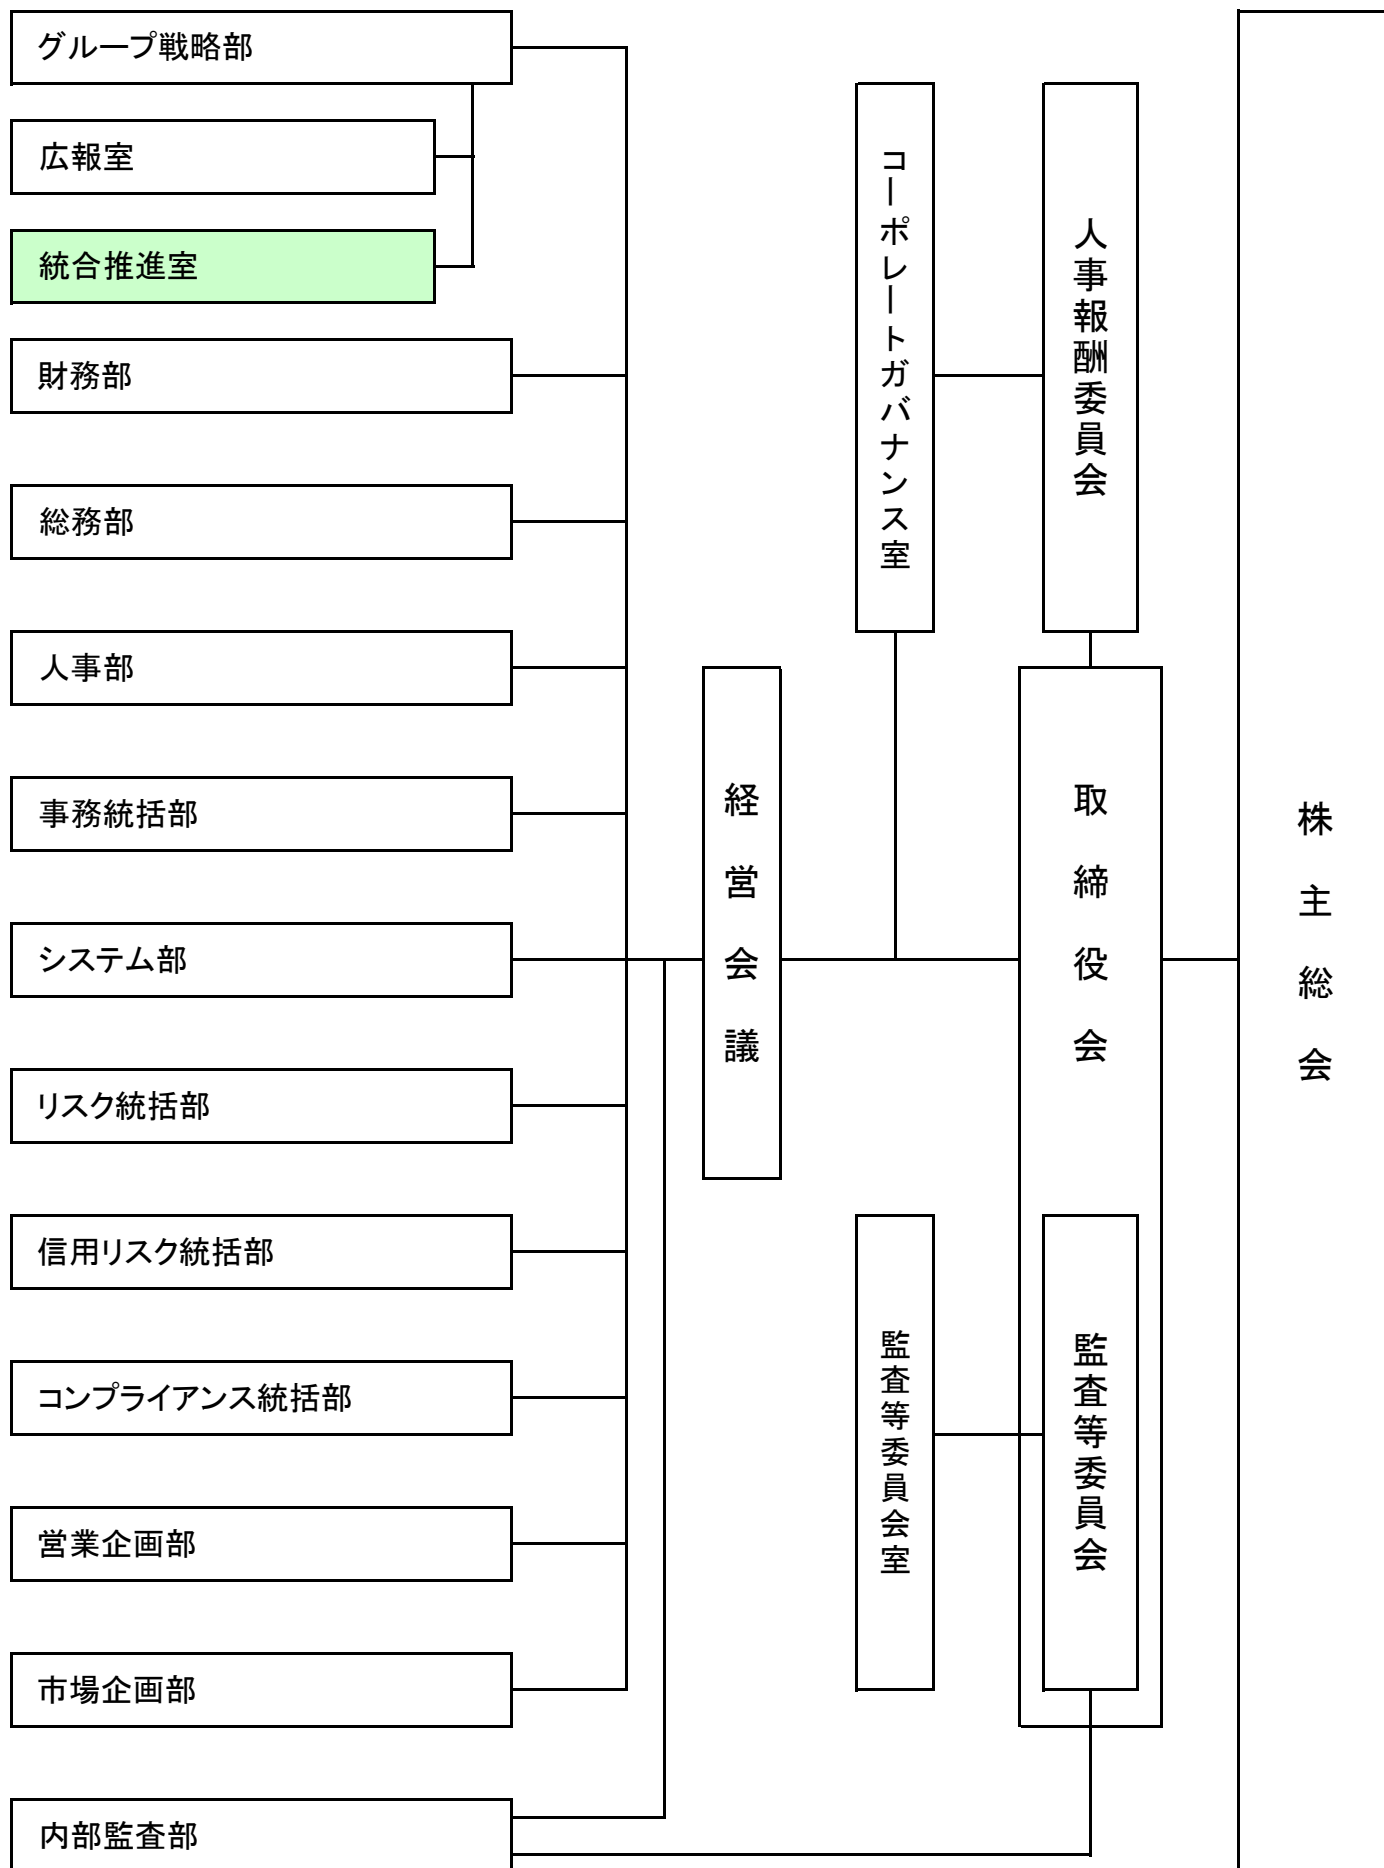 グループ戦略部
広報室
統合推進室
財務部
総務部
人事部
事務統括部
システム部
リスク統括部
信用リスク統括部
コンプライアンス統括部
営業企画部
市場企画部
内部監査部
経営会議
コーポレートガバナンス室
監査等委員会室
人事報酬委員会
取締役会
監査等委員会
株主総会